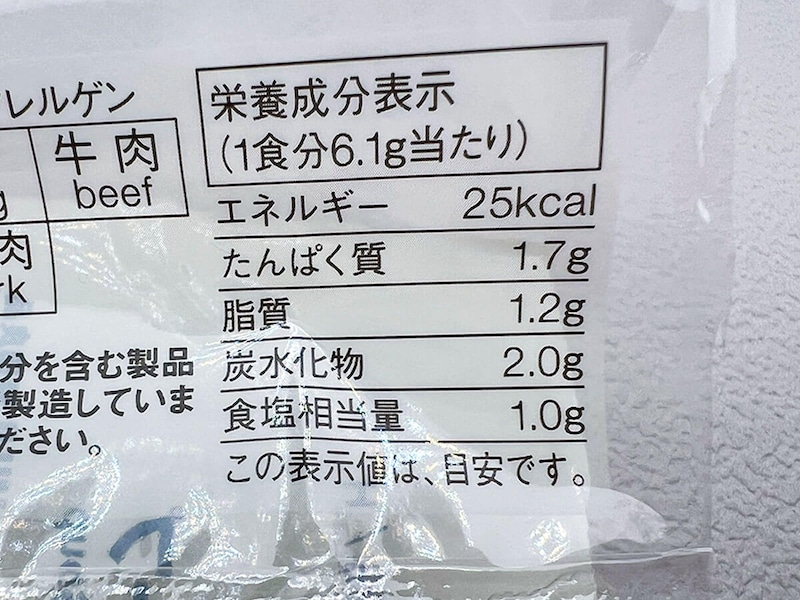 レルゲン
牛肉
beef
肉
栄養成分表示
(1食分6.1g当たり)
エネルギー 25kcal
たんぱく質 1.7g
脂質 1.2g
炭水化物 2.0g
食塩相当量 1.0g
この表示値は、目安です。
分を含む製品
製造していま
ださい。